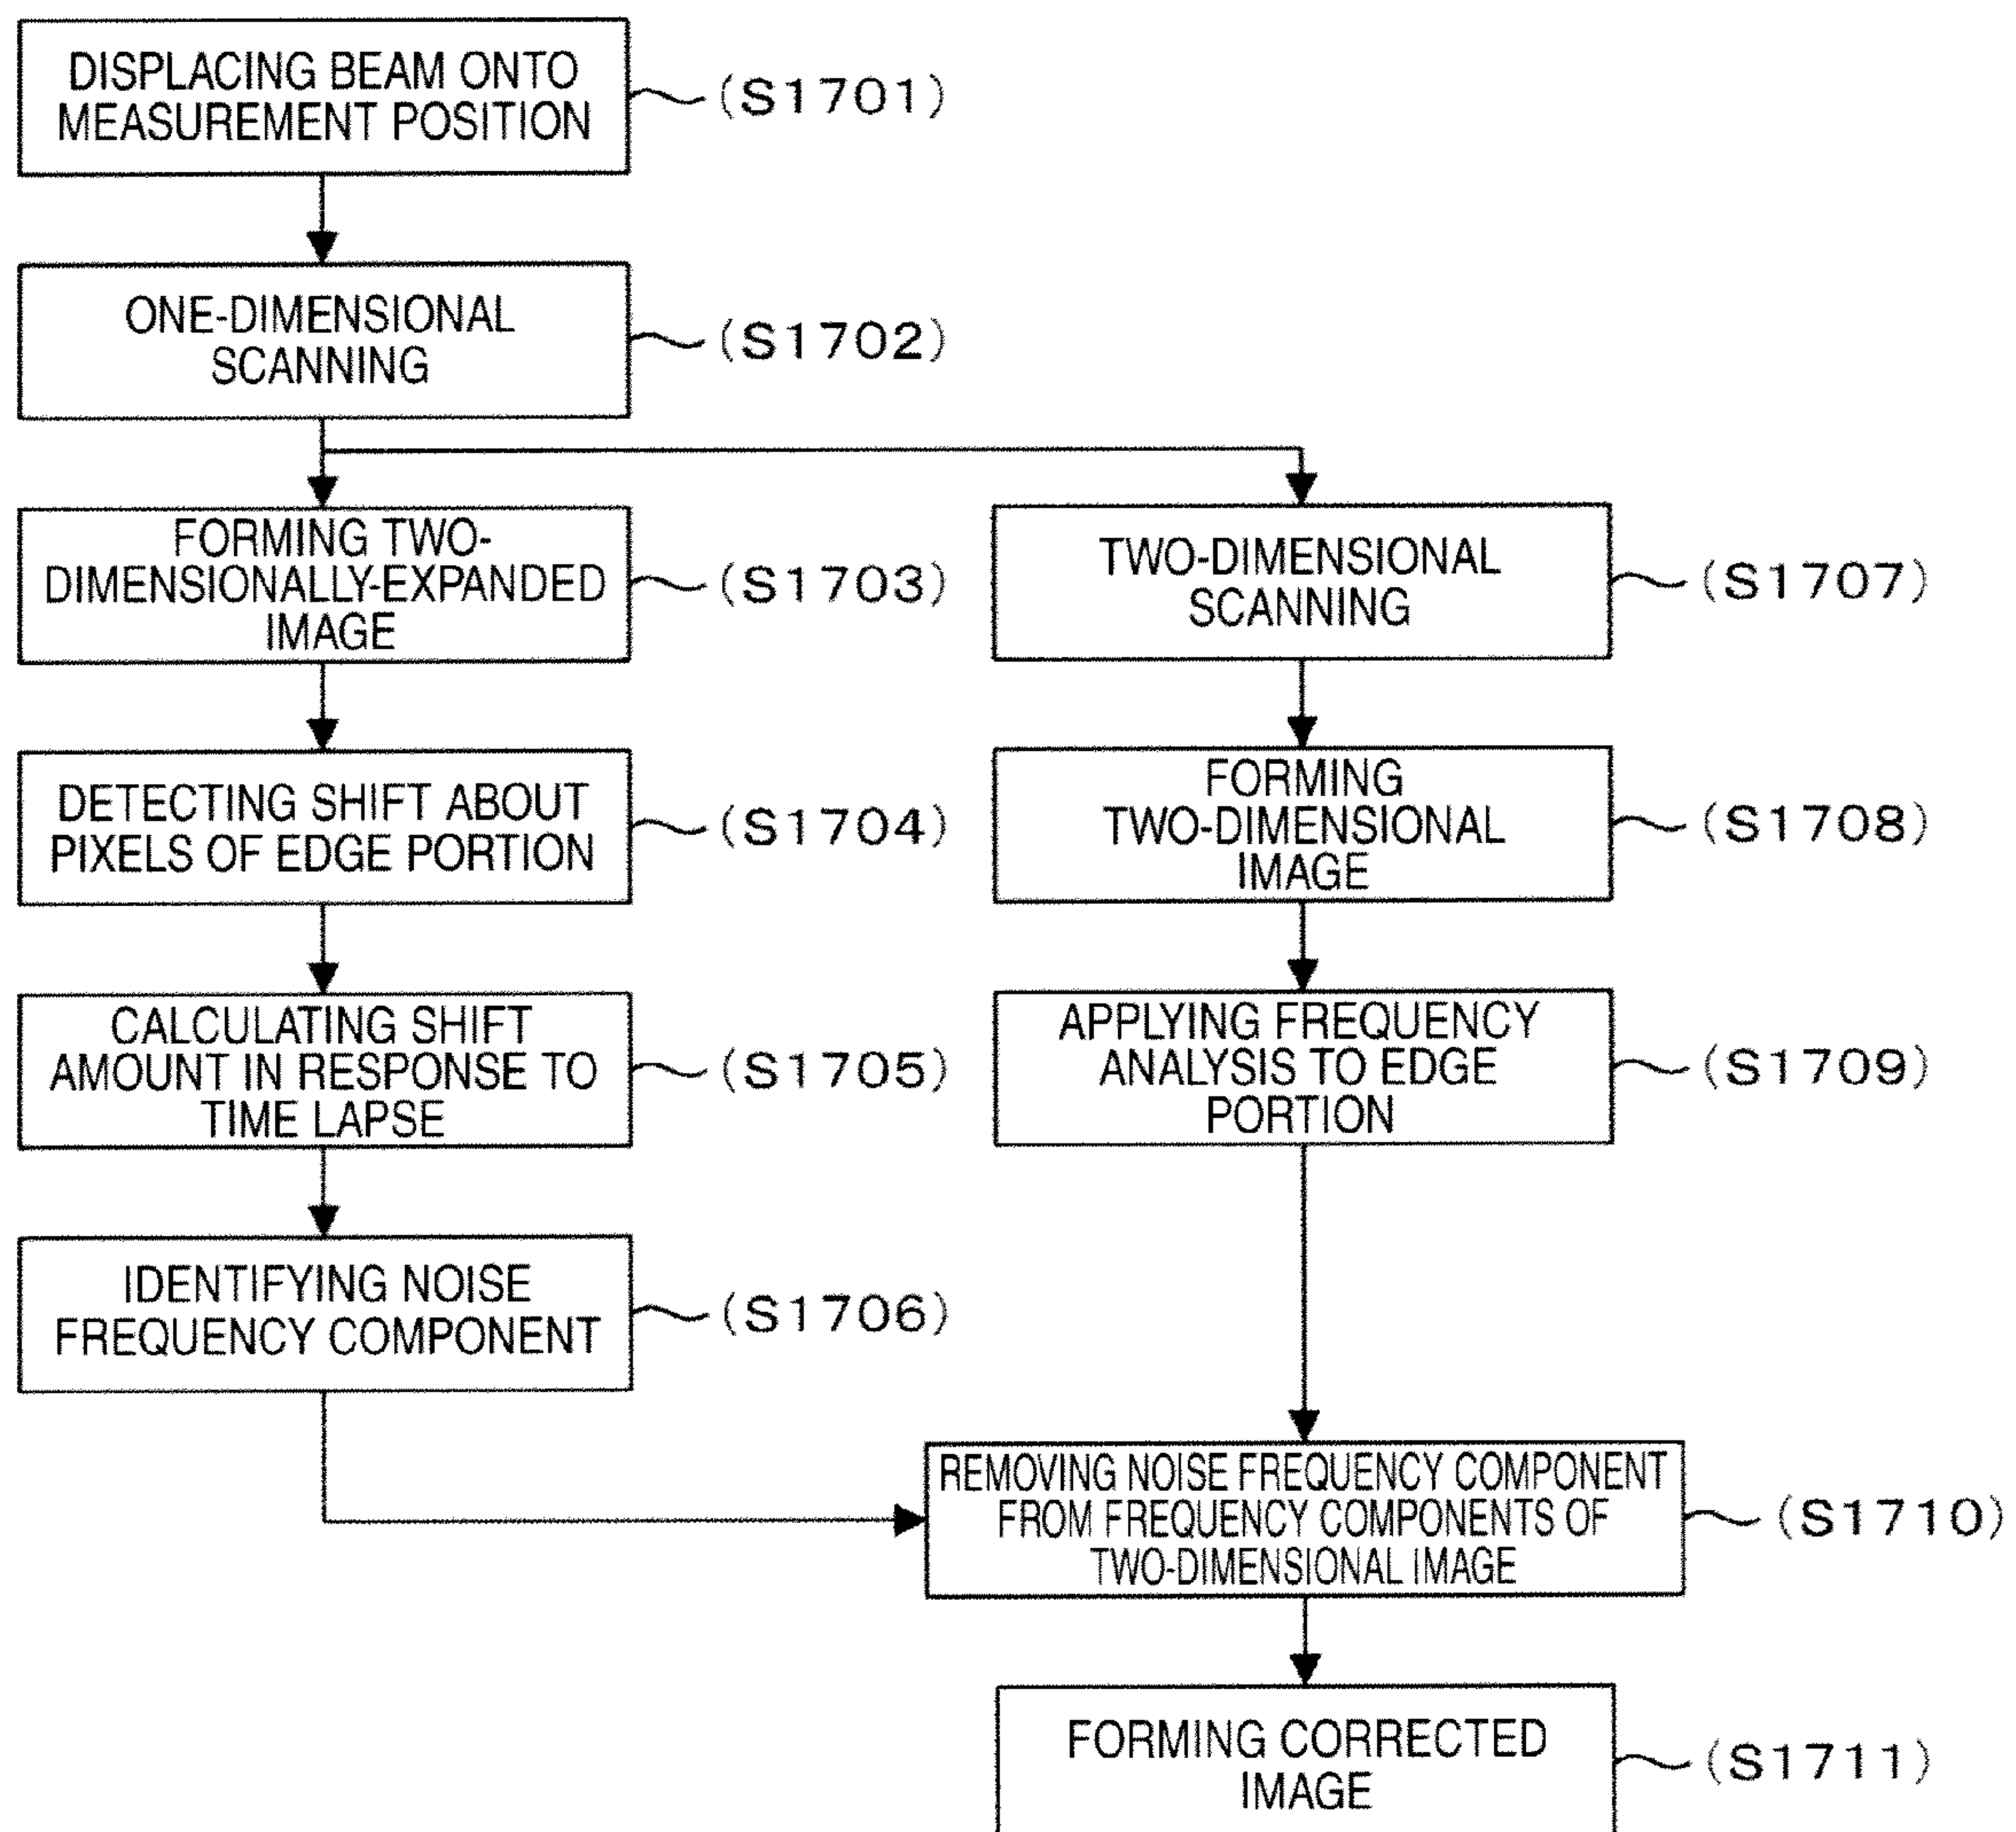 DISPLACING BEAM ONTO
MEASUREMENT POSITION
(S1701)
ONE-DIMENSIONAL
SCANNING
(S1702)
FORMING TWO-
DIMENSIONALLY-EXPANDED
IMAGE
(S1703)
DETECTING SHIFT ABOUT
PIXELS OF EDGE PORTION
(S1704)
CALCULATING SHIFT
AMOUNT IN RESPONSE TO
TIME LAPSE
(S1705)
IDENTIFYING NOISE
FREQUENCY COMPONENT
(S1706)
TWO-DIMENSIONAL
SCANNING
(S1707)
FORMING
TWO-DIMENSIONAL
IMAGE
(S1708)
APPLYING FREQUENCY
ANALYSIS TO EDGE
PORTION
(S1709)
REMOVING NOISE FREQUENCY COMPONENT
FROM FREQUENCY COMPONENTS OF
TWO-DIMENSIONAL IMAGE
(S1710)
FORMING CORRECTED
IMAGE
(S1711)